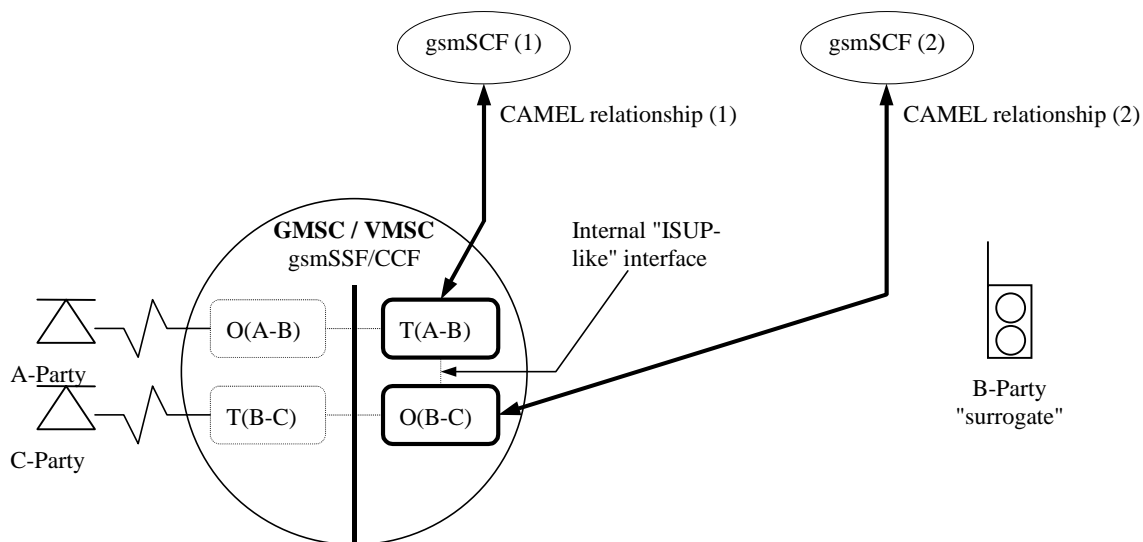 gsmSCF (1)
gsmSCF (2)
CAMEL relationship (1)
CAMEL relationship (2)
GMSC / VMSC
gsmSSF/CCF
Internal "ISUP-
like" interface
O(A-B)
T(A-B)
A-Party
T(B-C)
O(B-C)
C-Party
B-Party
"surrogate"